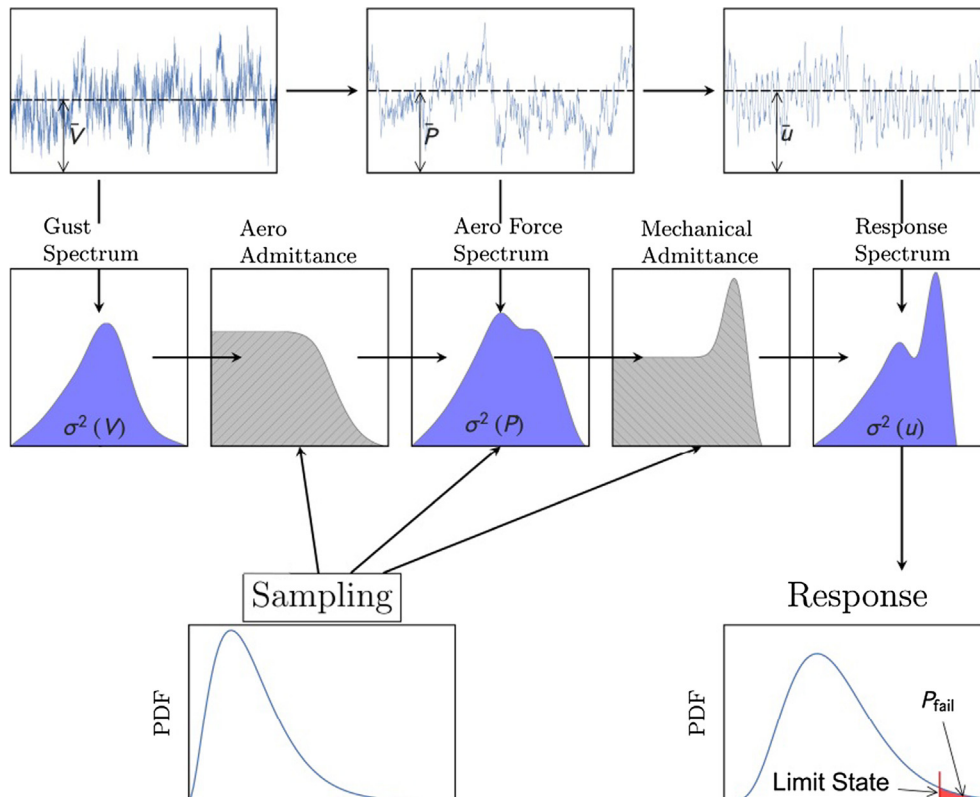 V̄
P̄
ū
Gust
Spectrum
Aero
Admittance
Aero Force
Spectrum
Mechanical
Admittance
Response
Spectrum
σ² (V)
σ² (P)
σ² (u)
Sampling
Response
PDF
PDF
Pfail
Limit State